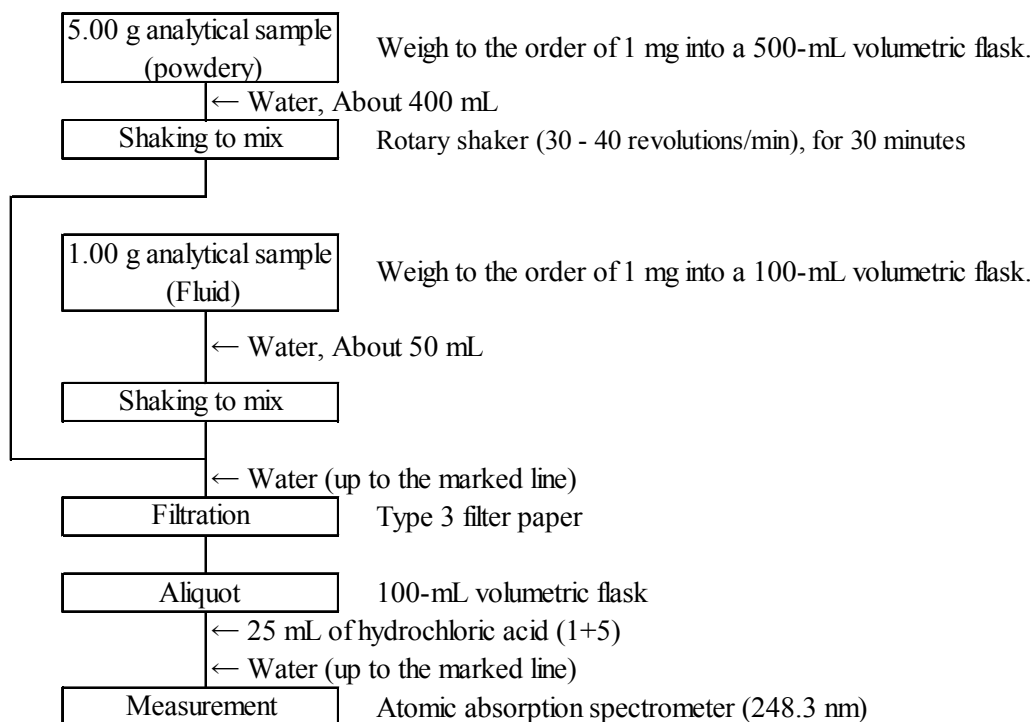 5.00 g analytical sample
(powdery)
Weigh to the order of 1 mg into a 500-mL volumetric flask.
← Water, About 400 mL
Shaking to mix
Rotary shaker (30 - 40 revolutions/min), for 30 minutes
1.00 g analytical sample
(Fluid)
Weigh to the order of 1 mg into a 100-mL volumetric flask.
← Water, About 50 mL
Shaking to mix
← Water (up to the marked line)
Filtration
Type 3 filter paper
Aliquot
100-mL volumetric flask
← 25 mL of hydrochloric acid (1+5)
← Water (up to the marked line)
Measurement
Atomic absorption spectrometer (248.3 nm)